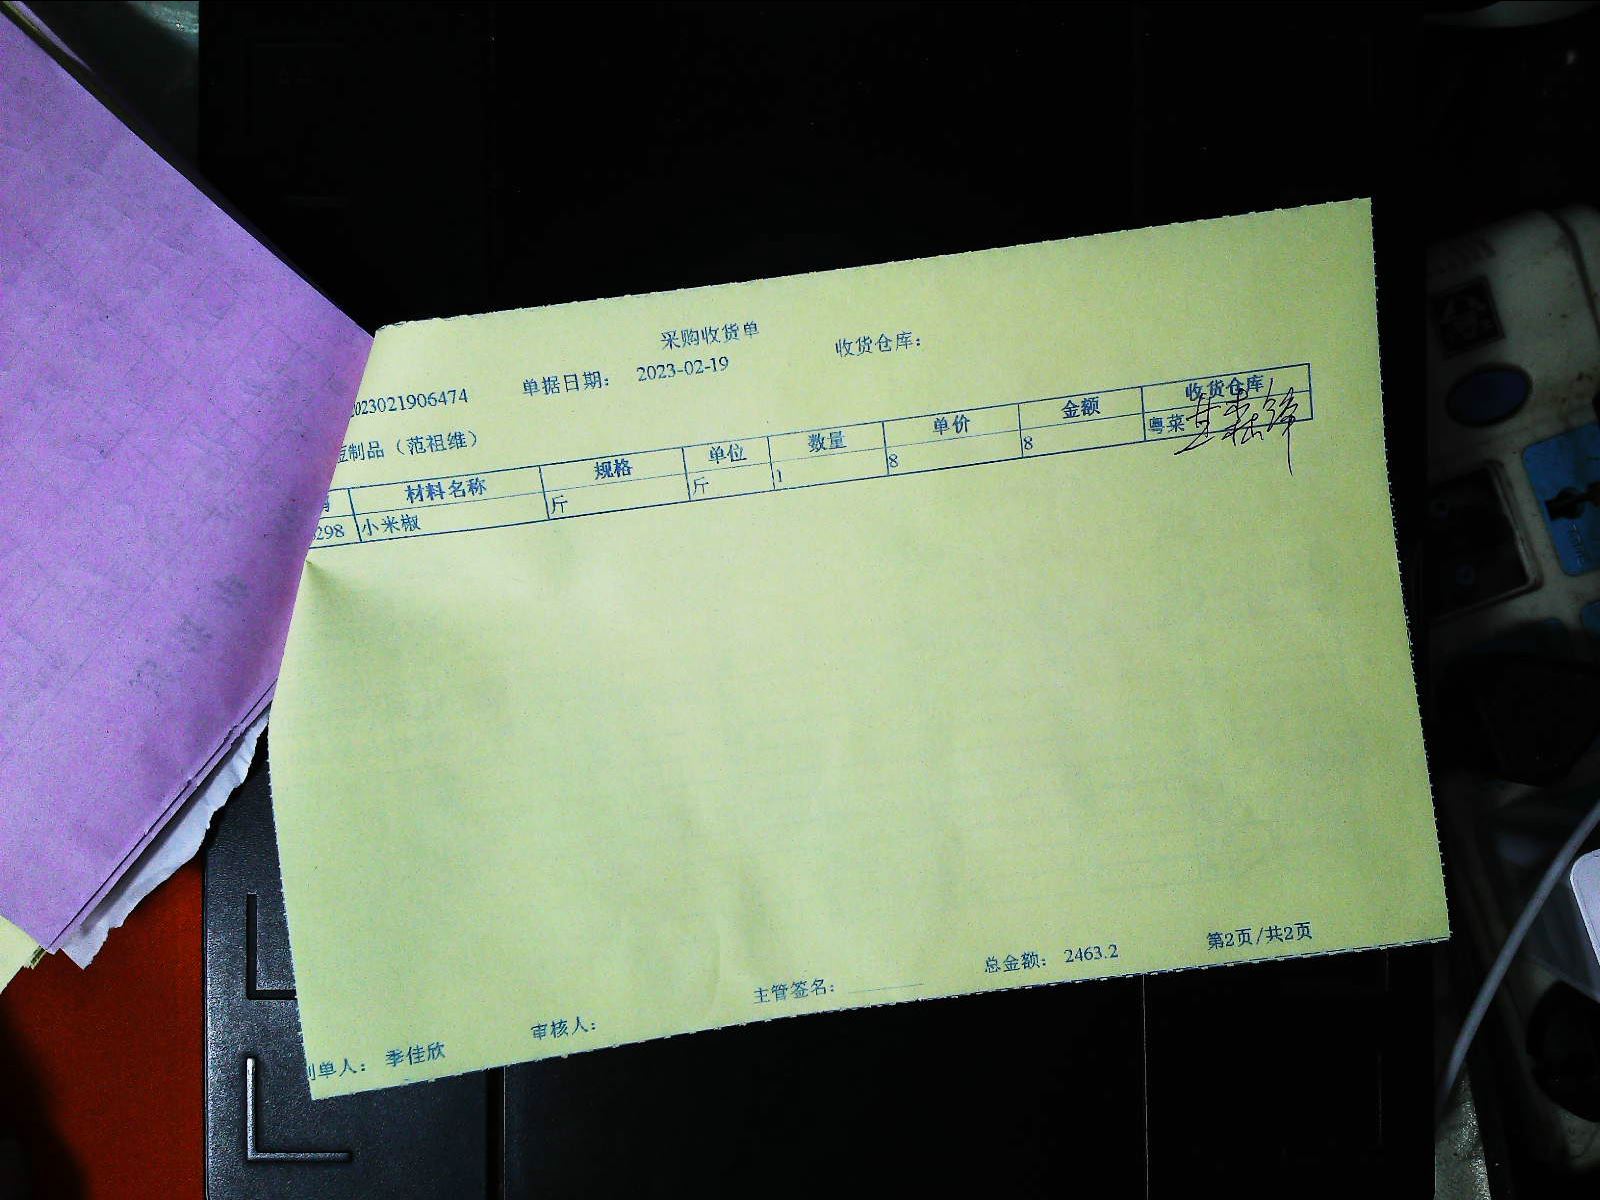 采购收货单
2023021906474 单据日期： 2023-02-19 收货仓库：
豆制品（范祖维）
材料名称 规格 单位 数量 单价 金额 收货仓库
298 小米椒 斤 斤 1 8 8 粤菜
制单人： 季佳欣 审核人： 主管签名： 总金额： 2463.2 第2页/共2页